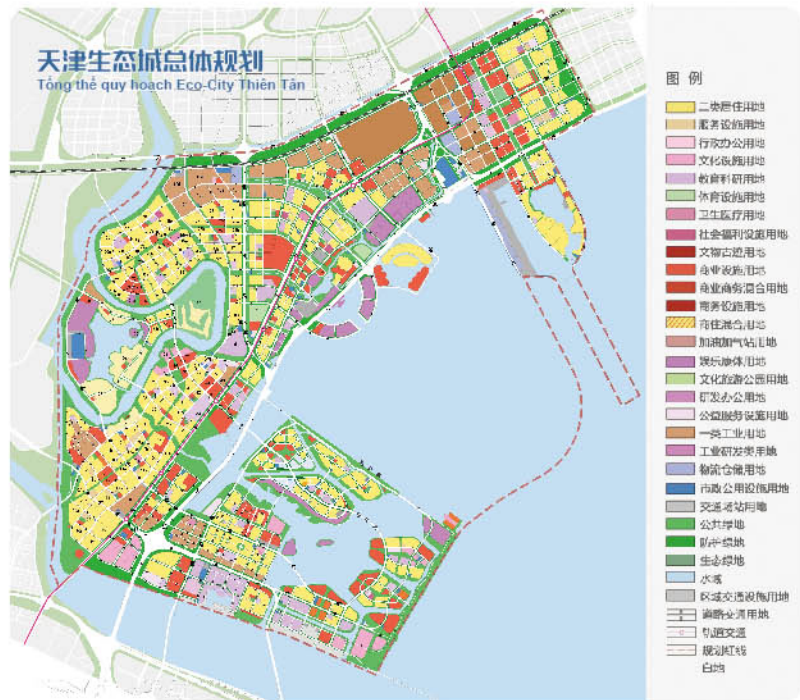 天津生态城总体规划
Tổng thể quy hoạch Eco-City Thiên Tân
图 例
二类居住用地
服务设施用地
行政办公用地
文化设施用地
教育科研用地
体育设施用地
卫生医疗用地
社会福利设施用地
文物古迹用地
商业设施用地
商业商务混合用地
商务设施用地
商住混合用地
加油加气站用地
娱乐康体用地
文化旅游公园用地
研发办公用地
公益服务设施用地
一类工业用地
工业研发类用地
物流仓储用地
市政公用设施用地
交通场站用地
公共绿地
防护绿地
生态绿地
水域
区域交通设施用地
道路交通用地
轨道交通
规划红线
白地